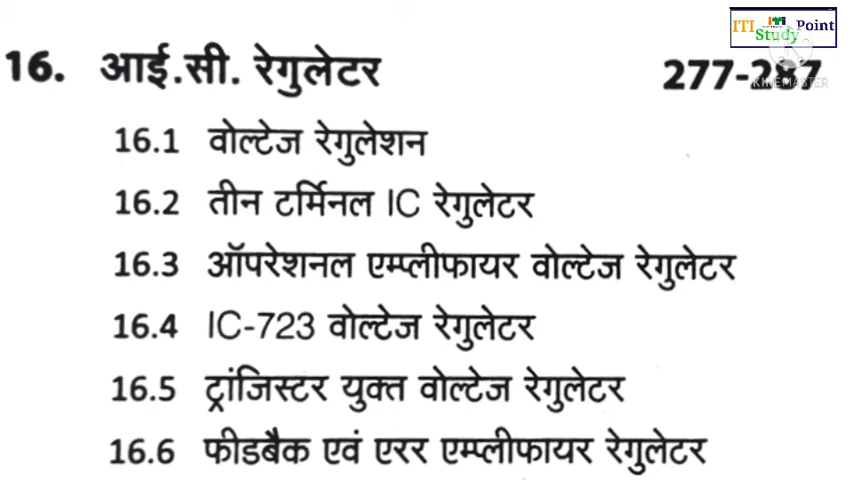 ITI Point
Study
KINEMASTER
16. आई.सी. रेगुलेटर 277-287
16.1 वोल्टेज रेगुलेशन
16.2 तीन टर्मिनल IC रेगुलेटर
16.3 ऑपरेशनल एम्प्लीफायर वोल्टेज रेगुलेटर
16.4 IC-723 वोल्टेज रेगुलेटर
16.5 ट्रांजिस्टर युक्त वोल्टेज रेगुलेटर
16.6 फीडबैक एवं एरर एम्प्लीफायर रेगुलेटर